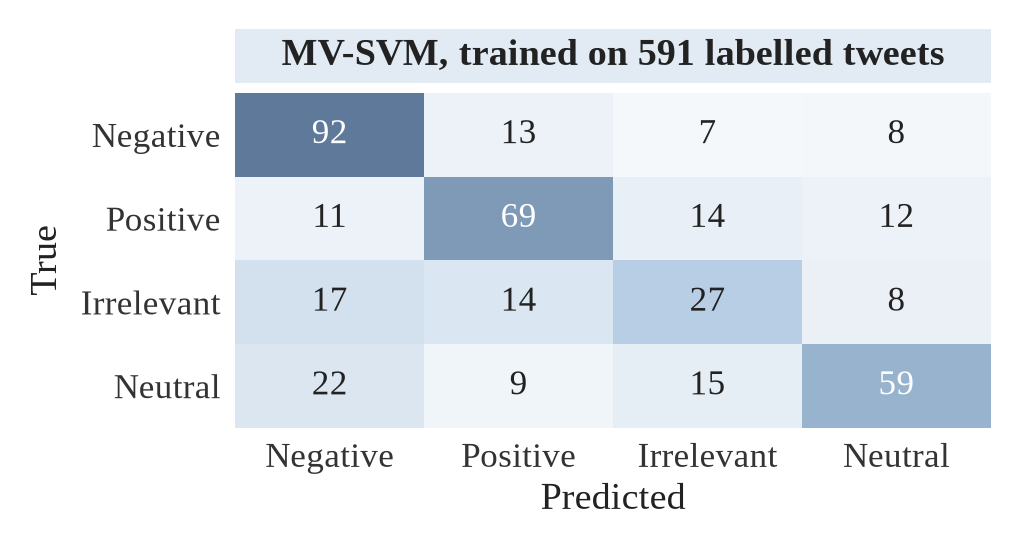 MV-SVM, trained on 591 labelled tweets
Negative 92 13 7 8
Positive 11 69 14 12
Irrelevant 17 14 27 8
Neutral 22 9 15 59
Negative Positive Irrelevant Neutral
Predicted
True